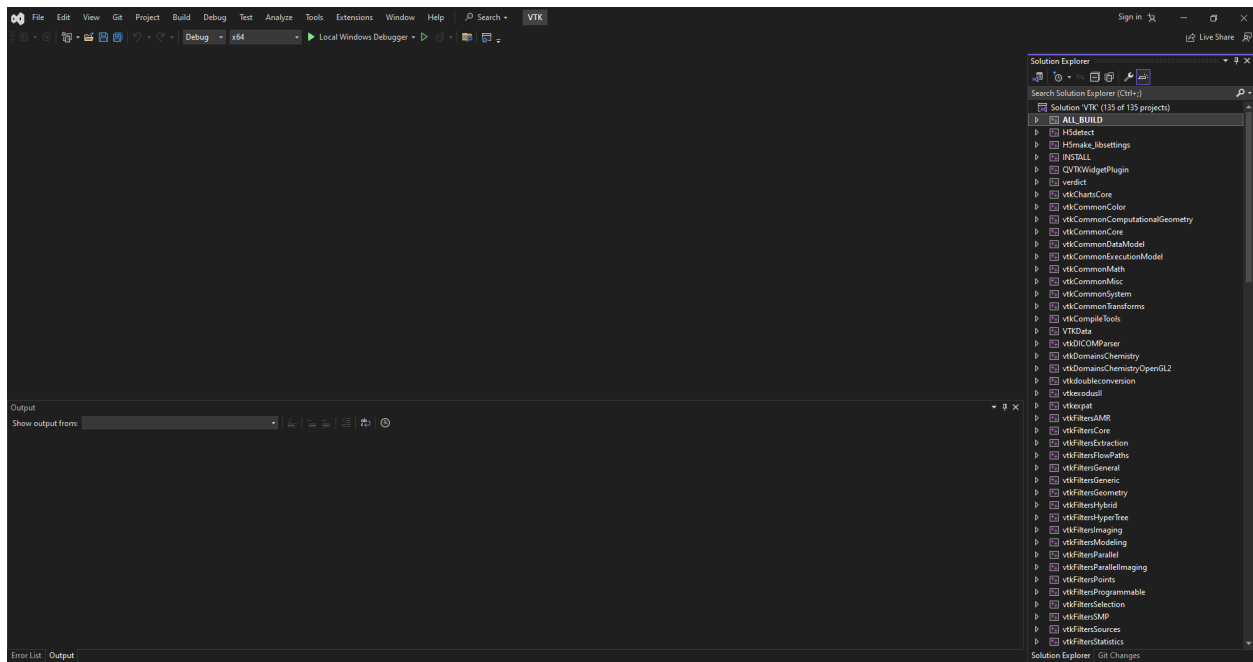 File Edit View Git Project Build Debug Test Analyze Tools Extensions Window Help Search VTK Sign in
Debug x64 Local Windows Debugger Live Share
Solution Explorer
Search Solution Explorer (Ctrl+;)
Solution 'VTK' (135 of 135 projects)
ALL_BUILD
H5detect
H5make_libsettings
INSTALL
QVTKWidgetPlugin
verdict
vtkChartsCore
vtkCommonColor
vtkCommonComputationalGeometry
vtkCommonCore
vtkCommonDataModel
vtkCommonExecutionModel
vtkCommonMath
vtkCommonMisc
vtkCommonSystem
vtkCommonTransforms
vtkCompileTools
VTKData
vtkDICOMParser
vtkDomainsChemistry
vtkDomainsChemistryOpenGL2
vtkdoubleconversion
vtkexodusII
vtkexpat
vtkFiltersAMR
vtkFiltersCore
vtkFiltersExtraction
vtkFiltersFlowPaths
vtkFiltersGeneral
vtkFiltersGeneric
vtkFiltersGeometry
vtkFiltersHybrid
vtkFiltersHyperTree
vtkFiltersImaging
vtkFiltersModeling
vtkFiltersParallel
vtkFiltersParallelImaging
vtkFiltersPoints
vtkFiltersProgrammable
vtkFiltersSelection
vtkFiltersSMP
vtkFiltersSources
vtkFiltersStatistics
Solution Explorer Git Changes
Output
Show output from:
Error List Output